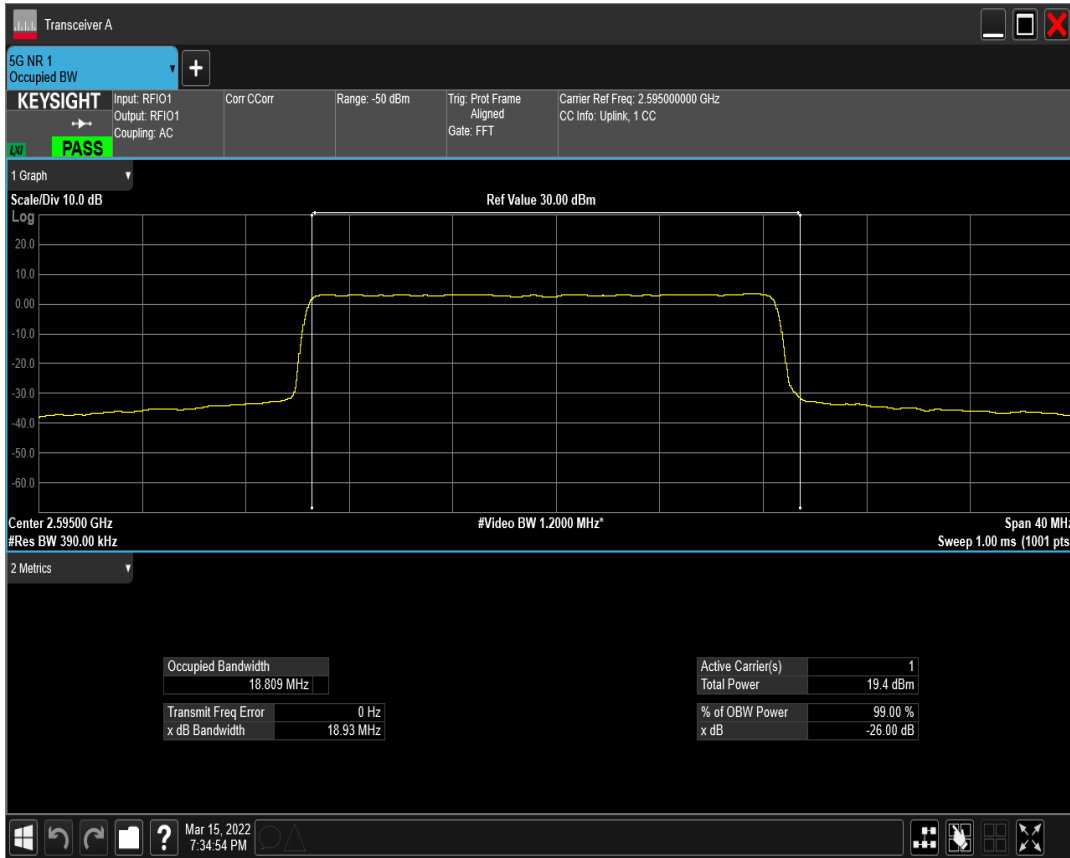 Transceiver A
5G NR 1
Occupied BW
KEYSIGHT
LXI
PASS
Input: RFIO1
Output: RFIO1
Coupling: AC
Corr CCorr
Range: -50 dBm
Trig: Prot Frame
Aligned
Gate: FFT
Carrier Ref Freq: 2.595000000 GHz
CC Info: Uplink, 1 CC
1 Graph
Scale/Div 10.0 dB
Ref Value 30.00 dBm
Log
20.0
10.0
0.00
-10.0
-20.0
-30.0
-40.0
-50.0
-60.0
Center 2.59500 GHz
#Video BW 1.2000 MHz*
Span 40 MHz
#Res BW 390.00 kHz
Sweep 1.00 ms (1001 pts
2 Metrics
Occupied Bandwidth
18.809 MHz
Transmit Freq Error 0 Hz
x dB Bandwidth 18.93 MHz
Active Carrier(s) 1
Total Power 19.4 dBm
% of OBW Power 99.00 %
x dB -26.00 dB
? Mar 15, 2022
7:34:54 PM